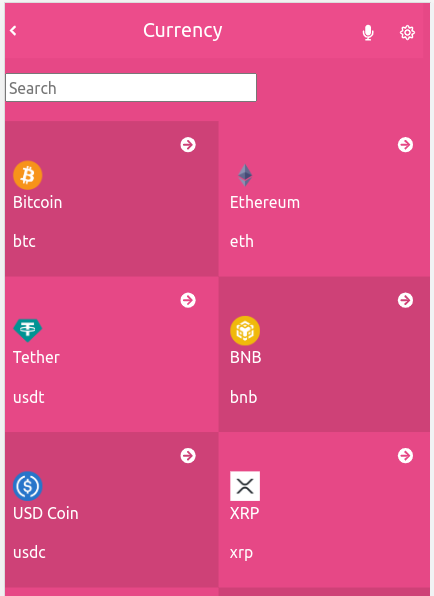 Currency
Search
Bitcoin
btc
Ethereum
eth
Tether
usdt
BNB
bnb
USD Coin
usdc
XRP
xrp